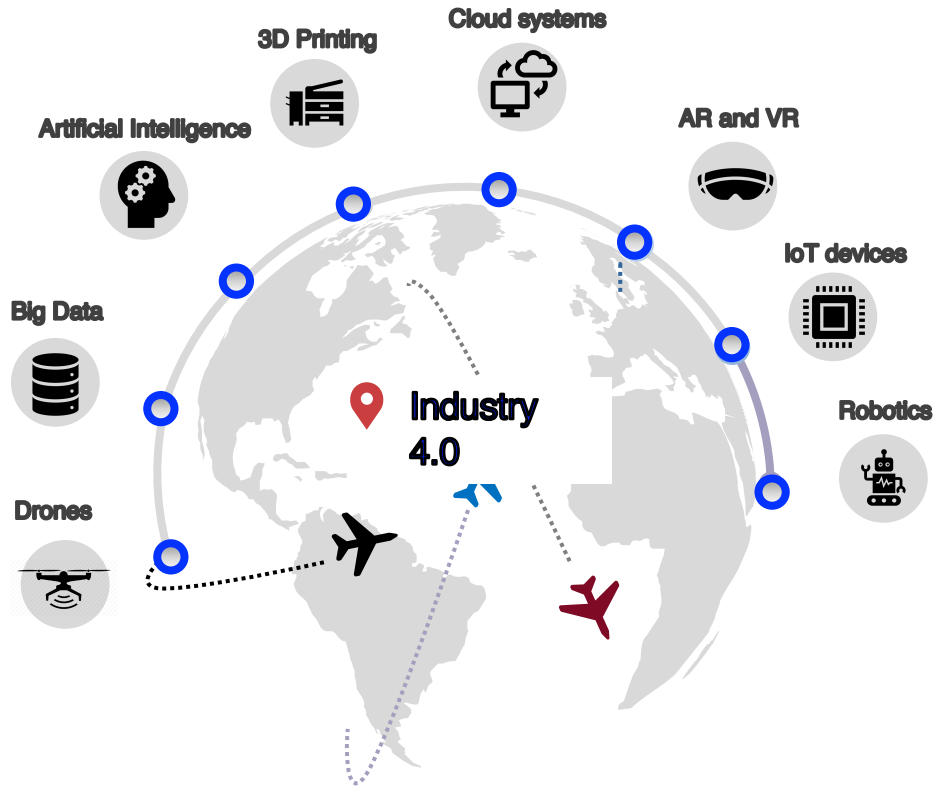 Cloud systems
3D Printing
Artificial Intelligence
AR and VR
IoT devices
Big Data
Industry
4.0
Robotics
Drones